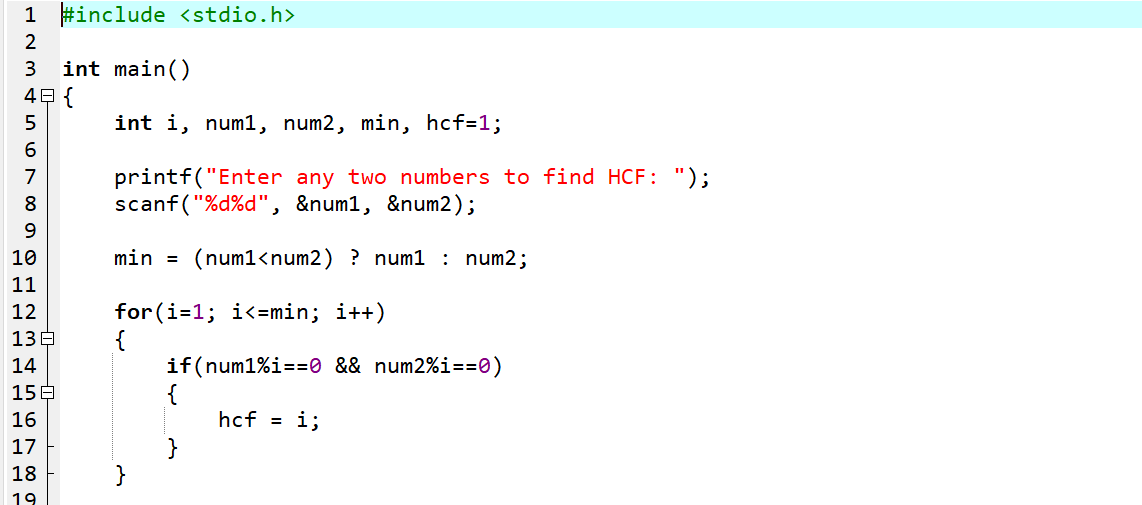 1 #include <stdio.h>
2
3 int main()
4 {
5 int i, num1, num2, min, hcf=1;
6
7 printf("Enter any two numbers to find HCF: ");
8 scanf("%d%d", &num1, &num2);
9
10 min = (num1<num2) ? num1 : num2;
11
12 for(i=1; i<=min; i++)
13 {
14 if(num1%i==0 && num2%i==0)
15 {
16 hcf = i;
17 }
18 }
19